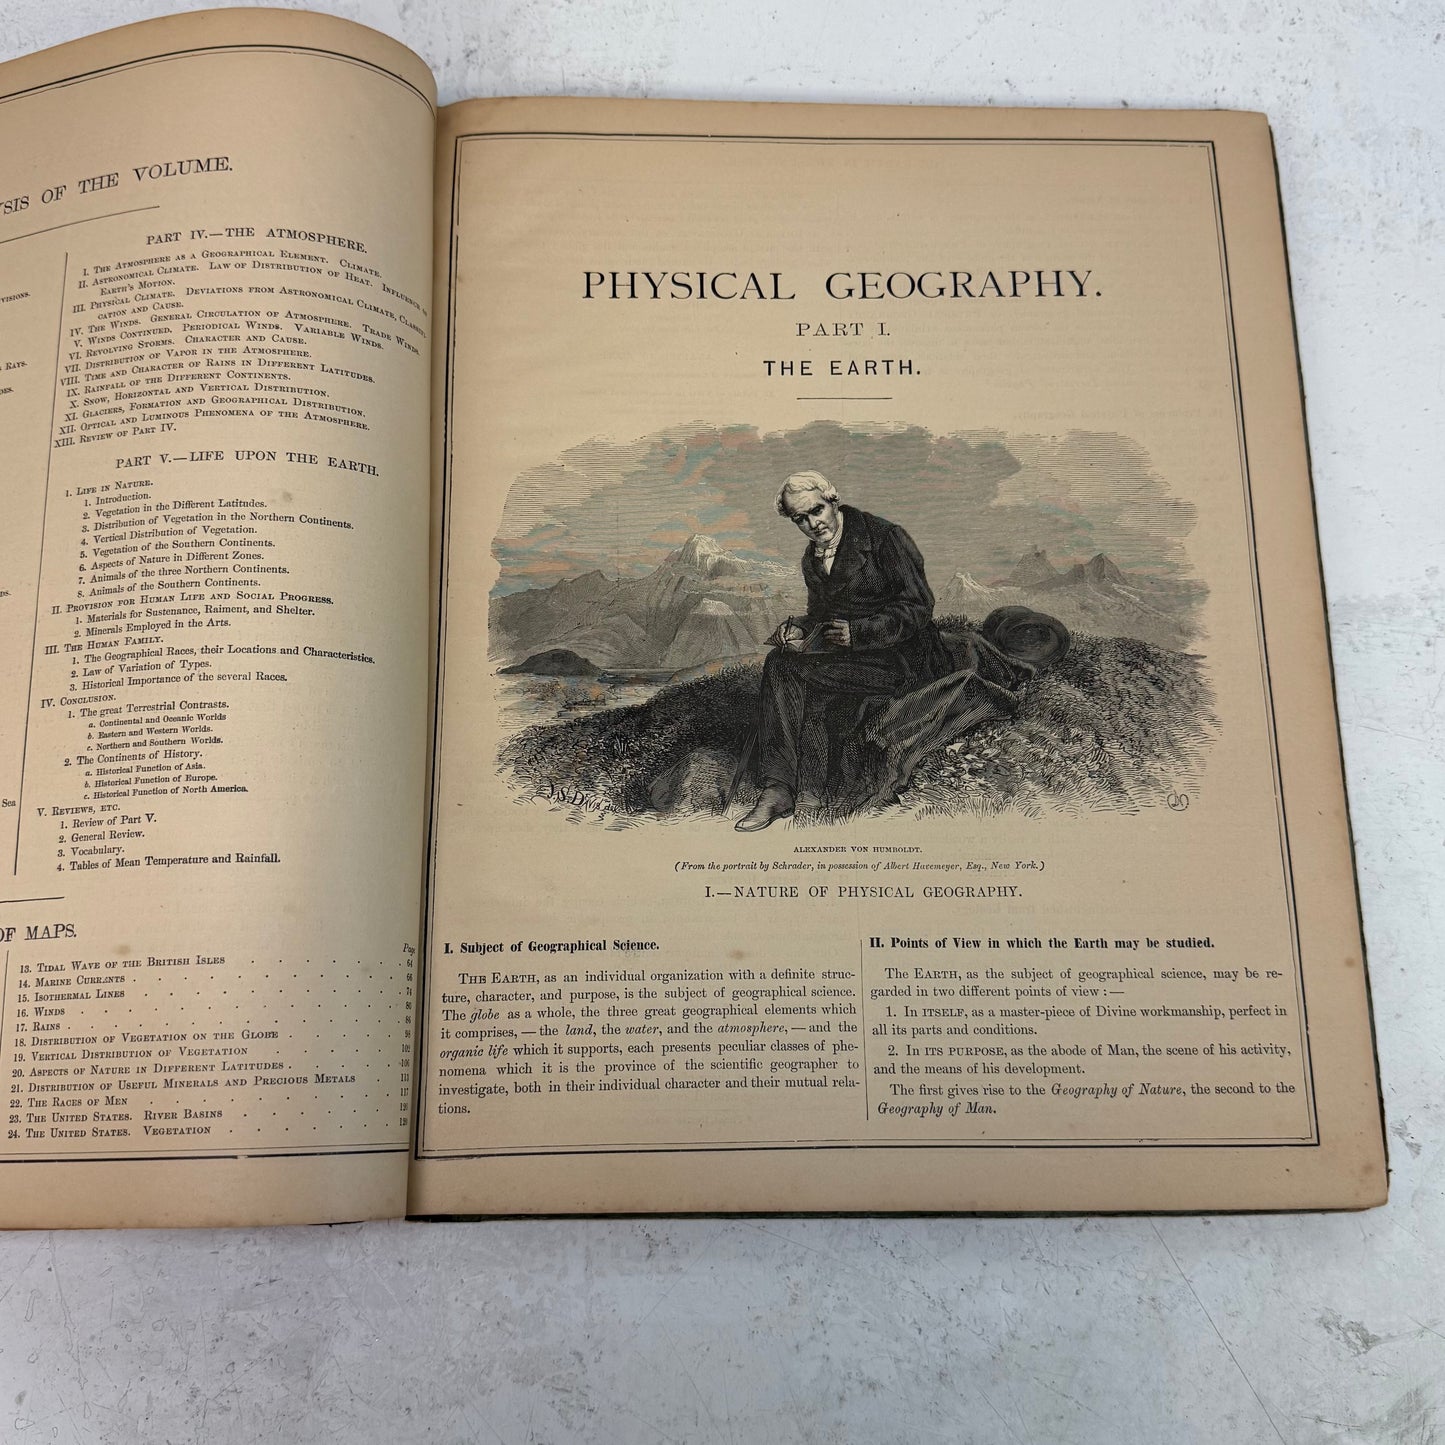 YSIS OF THE VOLUME.
VISIONS.
RAYS.
DES.
DS.
Sea
PART IV.—THE ATMOSPHERE.
I. THE ATMOSPHERE AS A GEOGRAPHICAL ELEMENT. CLIMATE.
II. ASTRONOMICAL CLIMATE. LAW OF DISTRIBUTION OF HEAT. INFLUENCE OF
EARTH'S MOTION.
III. PHYSICAL CLIMATE. DEVIATIONS FROM ASTRONOMICAL CLIMATE, CLASSIFI-
CATION AND CAUSE.
IV. THE WINDS. GENERAL CIRCULATION OF ATMOSPHERE. TRADE WINDS.
V. WINDS CONTINUED. PERIODICAL WINDS. VARIABLE WINDS.
VI. REVOLVING STORMS. CHARACTER AND CAUSE.
VII. DISTRIBUTION OF VAPOR IN THE ATMOSPHERE.
VIII. TIME AND CHARACTER OF RAINS IN DIFFERENT LATITUDES.
IX. RAINFALL OF THE DIFFERENT CONTINENTS.
X. SNOW, HORIZONTAL AND VERTICAL DISTRIBUTION.
XI. GLACIERS, FORMATION AND GEOGRAPHICAL DISTRIBUTION.
XII. OPTICAL AND LUMINOUS PHENOMENA OF THE ATMOSPHERE.
XIII. REVIEW OF PART IV.
PART V.—LIFE UPON THE EARTH.
I. LIFE IN NATURE.
1. Introduction.
2. Vegetation in the Different Latitudes.
3. Distribution of Vegetation in the Northern Continents.
4. Vertical Distribution of Vegetation.
5. Vegetation of the Southern Continents.
6. Aspects of Nature in Different Zones.
7. Animals of the three Northern Continents.
8. Animals of the Southern Continents.
II. PROVISION FOR HUMAN LIFE AND SOCIAL PROGRESS.
1. Materials for Sustenance, Raiment, and Shelter.
2. Minerals Employed in the Arts.
III. THE HUMAN FAMILY.
1. The Geographical Races, their Locations and Characteristics.
2. Law of Variation of Types.
3. Historical Importance of the several Races.
IV. CONCLUSION.
1. The great Terrestrial Contrasts.
a. Continental and Oceanic Worlds
b. Eastern and Western Worlds.
c. Northern and Southern Worlds.
2. The Continents of History.
a. Historical Function of Asia.
b. Historical Function of Europe.
c. Historical Function of North America.
V. REVIEWS, ETC.
1. Review of Part V.
2. General Review.
3. Vocabulary.
4. Tables of Mean Temperature and Rainfall.
OF MAPS.
Page
13. TIDAL WAVE OF THE BRITISH ISLES . . . . . . 64
14. MARINE CURRENTS . . . . . . . . 66
15. ISOTHERMAL LINES . . . . . . . . 74
16. WINDS . . . . . . . . . 80
17. RAINS . . . . . . . . . 86
18. DISTRIBUTION OF VEGETATION ON THE GLOBE . . . . 98
19. VERTICAL DISTRIBUTION OF VEGETATION . . . . 102
20. ASPECTS OF NATURE IN DIFFERENT LATITUDES . . . . 106
21. DISTRIBUTION OF USEFUL MINERALS AND PRECIOUS METALS . . 111
22. THE RACES OF MEN . . . . . . . 117
23. THE UNITED STATES. RIVER BASINS . . . . .
24. THE UNITED STATES. VEGETATION . . . . .
PHYSICAL GEOGRAPHY.
PART I.
THE EARTH.
ALEXANDER VON HUMBOLDT.
(From the portrait by Schrader, in possession of Albert Havemeyer, Esq., New York.)
I.—NATURE OF PHYSICAL GEOGRAPHY.
I. Subject of Geographical Science.
THE EARTH, as an individual organization with a definite struc-
ture, character, and purpose, is the subject of geographical science.
The globe as a whole, the three great geographical elements which
it comprises, — the land, the water, and the atmosphere, — and the
organic life which it supports, each presents peculiar classes of phe-
nomena which it is the province of the scientific geographer to
investigate, both in their individual character and their mutual rela-
tions.
II. Points of View in which the Earth may be studied.
The EARTH, as the subject of geographical science, may be re-
garded in two different points of view : —
1. IN ITSELF, as a master-piece of Divine workmanship, perfect in
all its parts and conditions.
2. IN ITS PURPOSE, as the abode of Man, the scene of his activity,
and the means of his development.
The first gives rise to the Geography of Nature, the second to the
Geography of Man.